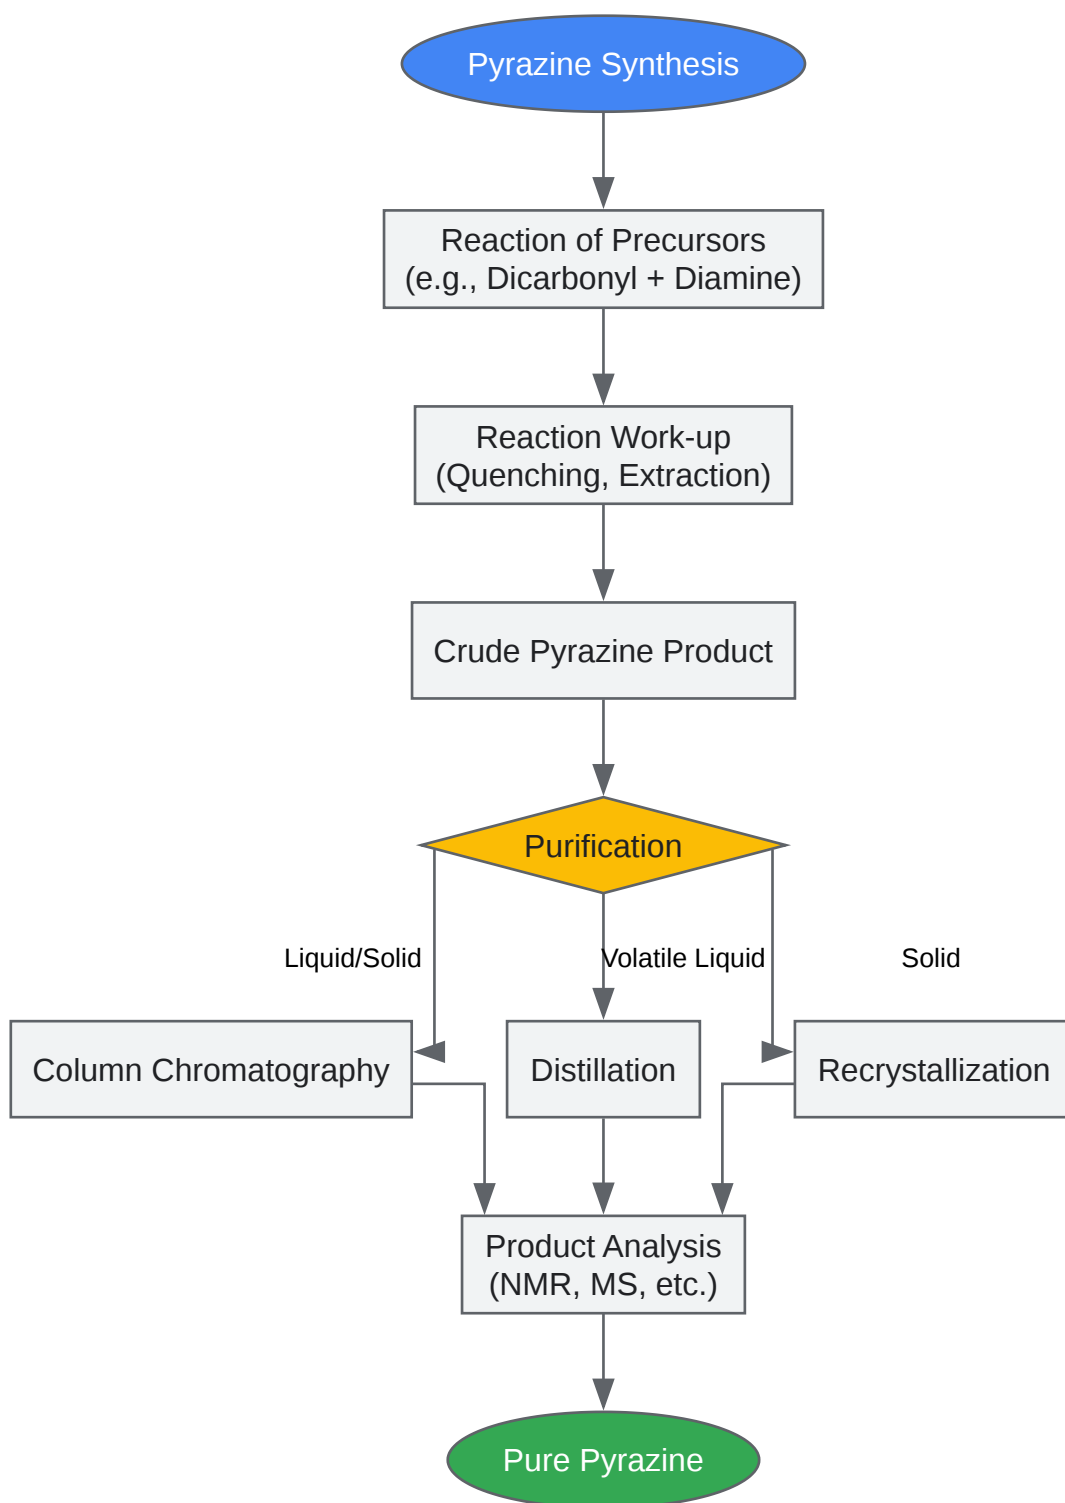 Pyrazine Synthesis
Reaction of Precursors
(e.g., Dicarbonyl + Diamine)
Reaction Work-up
(Quenching, Extraction)
Crude Pyrazine Product
Purification
Liquid/Solid
Volatile Liquid
Solid
Column Chromatography
Distillation
Recrystallization
Product Analysis
(NMR, MS, etc.)
Pure Pyrazine